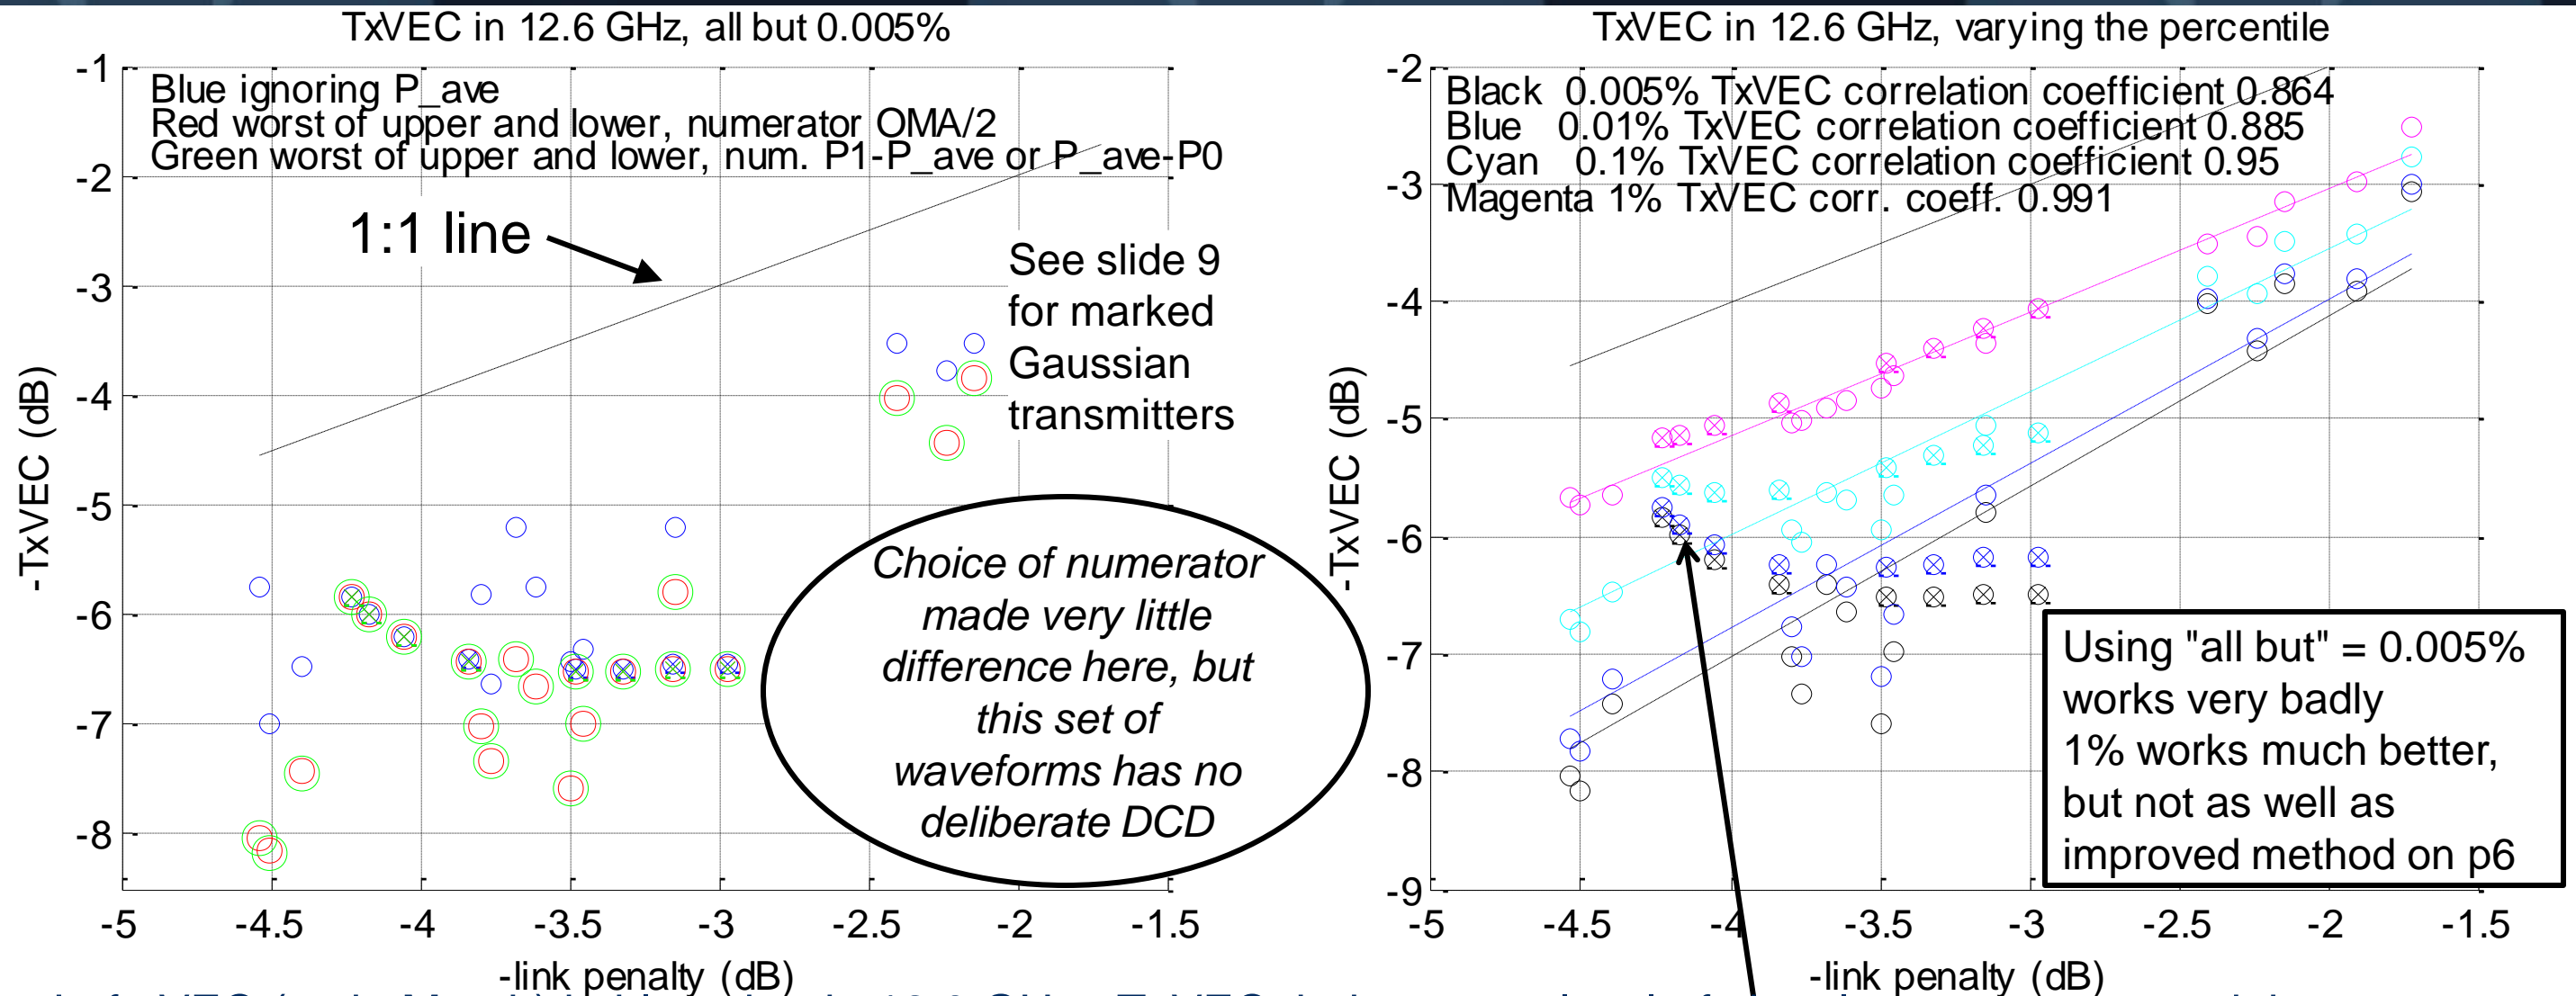 TxVEC in 12.6 GHz, all but 0.005%
-1
-2
-3
-4
-5
-6
-7
-8
-TxVEC (dB)
Blue ignoring P_ave
Red worst of upper and lower, numerator OMA/2
Green worst of upper and lower, num. P1-P_ave or P_ave-P0
1:1 line
See slide 9
for marked
Gaussian
transmitters
Choice of numerator
made very little
difference here, but
this set of
waveforms has no
deliberate DCD
-5
-4.5
-4
-3.5
-3
-2.5
-2
-1.5
-link penalty (dB)
TxVEC in 12.6 GHz, varying the percentile
-2
-3
-4
-5
-6
-7
-8
-9
-TxVEC (dB)
Black 0.005% TxVEC correlation coefficient 0.864
Blue 0.01% TxVEC correlation coefficient 0.885
Cyan 0.1% TxVEC correlation coefficient 0.95
Magenta 1% TxVEC corr. coeff. 0.991
Using "all but" = 0.005%
works very badly
1% works much better,
but not as well as
improved method on p6
-5
-4.5
-4
-3.5
-3
-2.5
-2
-1.5
-link penalty (dB)